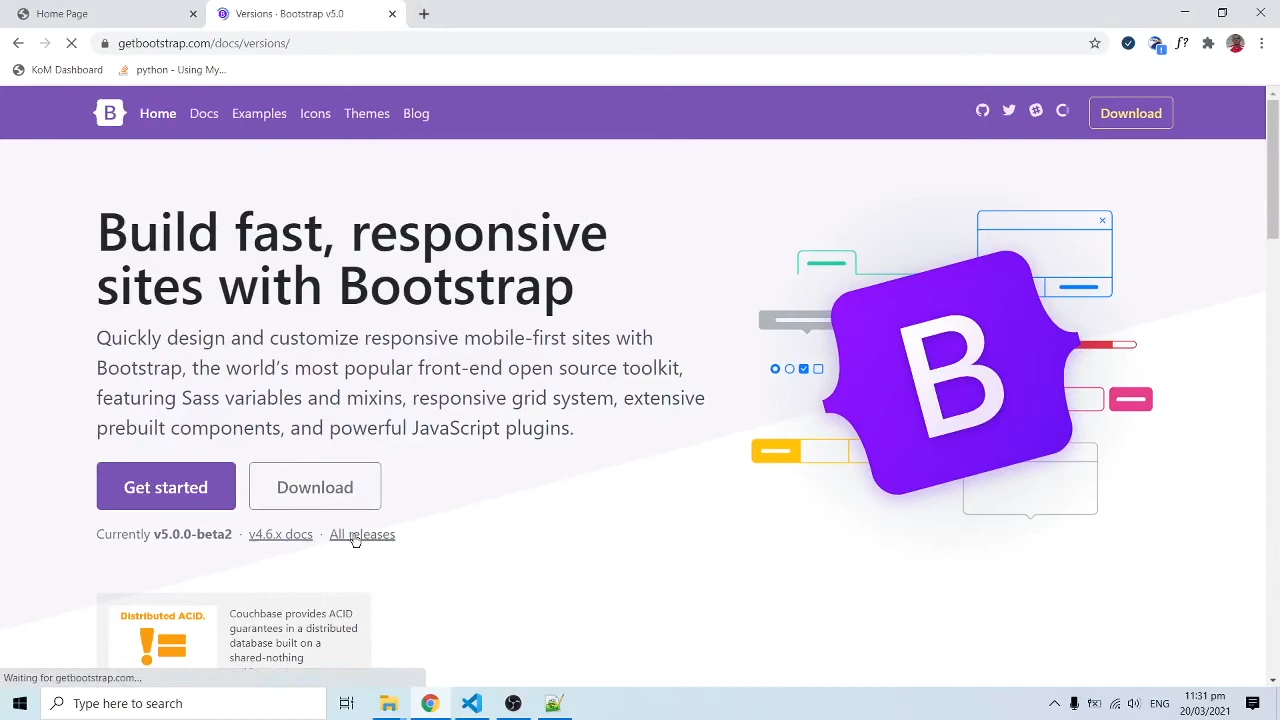 Home Page
Versions · Bootstrap v5.0
getbootstrap.com/docs/versions/
KoM Dashboard
python - Using My...
B
Home
Docs
Examples
Icons
Themes
Blog
Download
Build fast, responsive
sites with Bootstrap
Quickly design and customize responsive mobile-first sites with
Bootstrap, the world’s most popular front-end open source toolkit,
featuring Sass variables and mixins, responsive grid system, extensive
prebuilt components, and powerful JavaScript plugins.
B
Get started
Download
Currently v5.0.0-beta2 · v4.6.x docs · All releases
Distributed ACID.
Couchbase provides ACID
guarantees in a distributed
database built on a
shared-nothing
Waiting for getbootstrap.com...
Type here to search
ENG
11:31 pm
20/03/2021